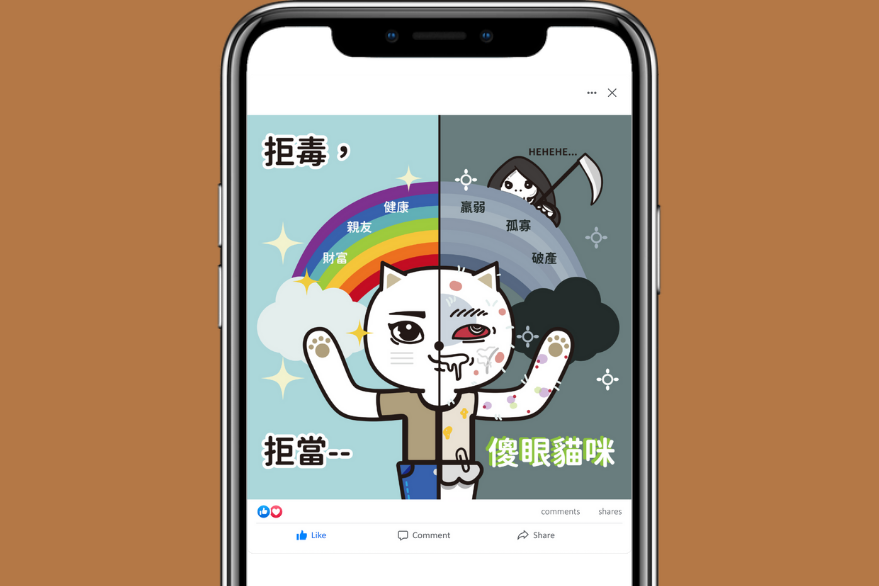 拒毒，
HEHEHE...
健康
羸弱
親友
孤寡
財富
破產
拒當--
傻眼貓咪
comments shares
Like Comment Share